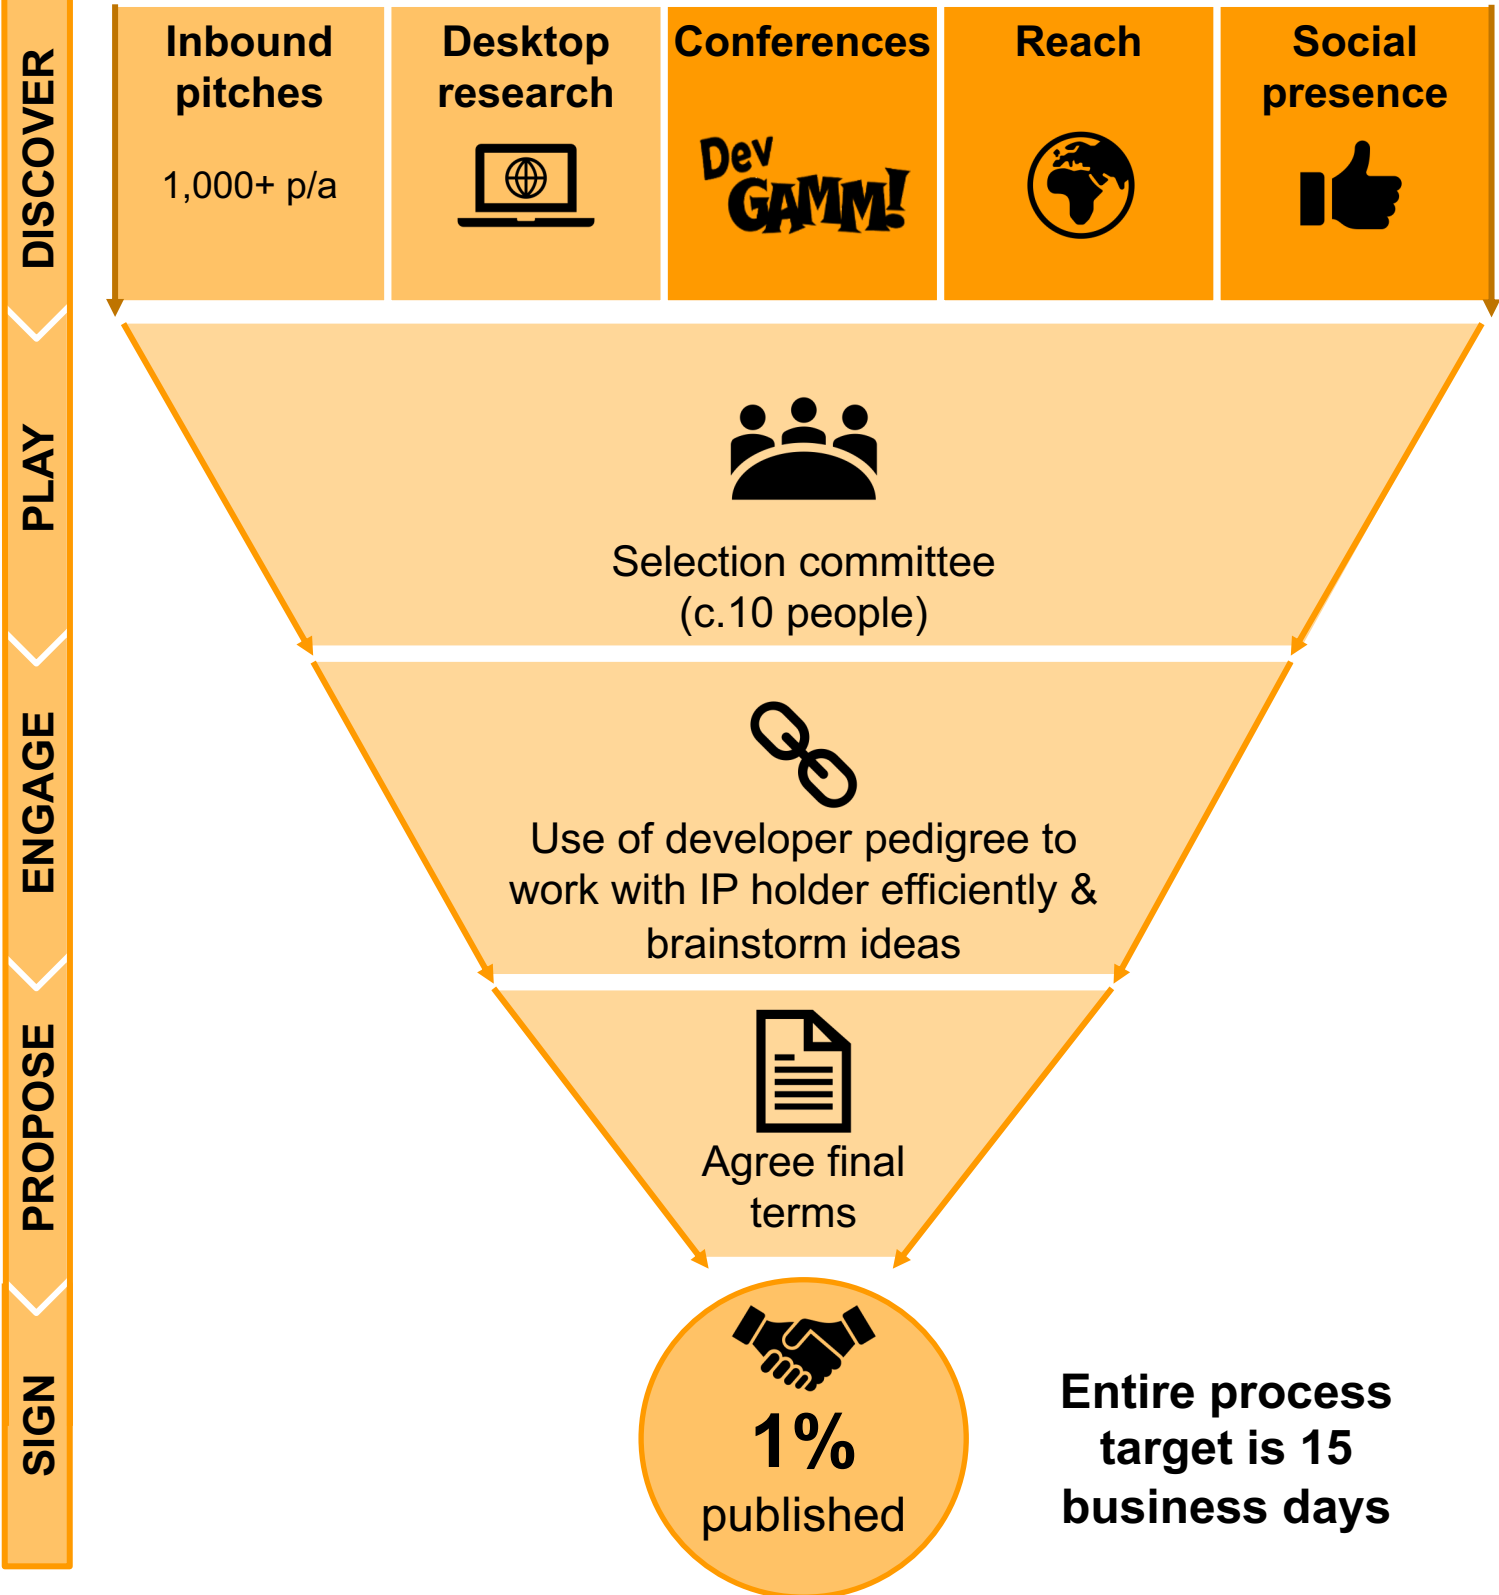 DISCOVER
Inbound
pitches
1,000+ p/a
Desktop
research
Conferences
Dev
GAMM!
Reach
Social
presence
PLAY
Selection committee
(c.10 people)
ENGAGE
Use of developer pedigree to
work with IP holder efficiently &
brainstorm ideas
PROPOSE
Agree final
terms
SIGN
1%
published
Entire process
target is 15
business days